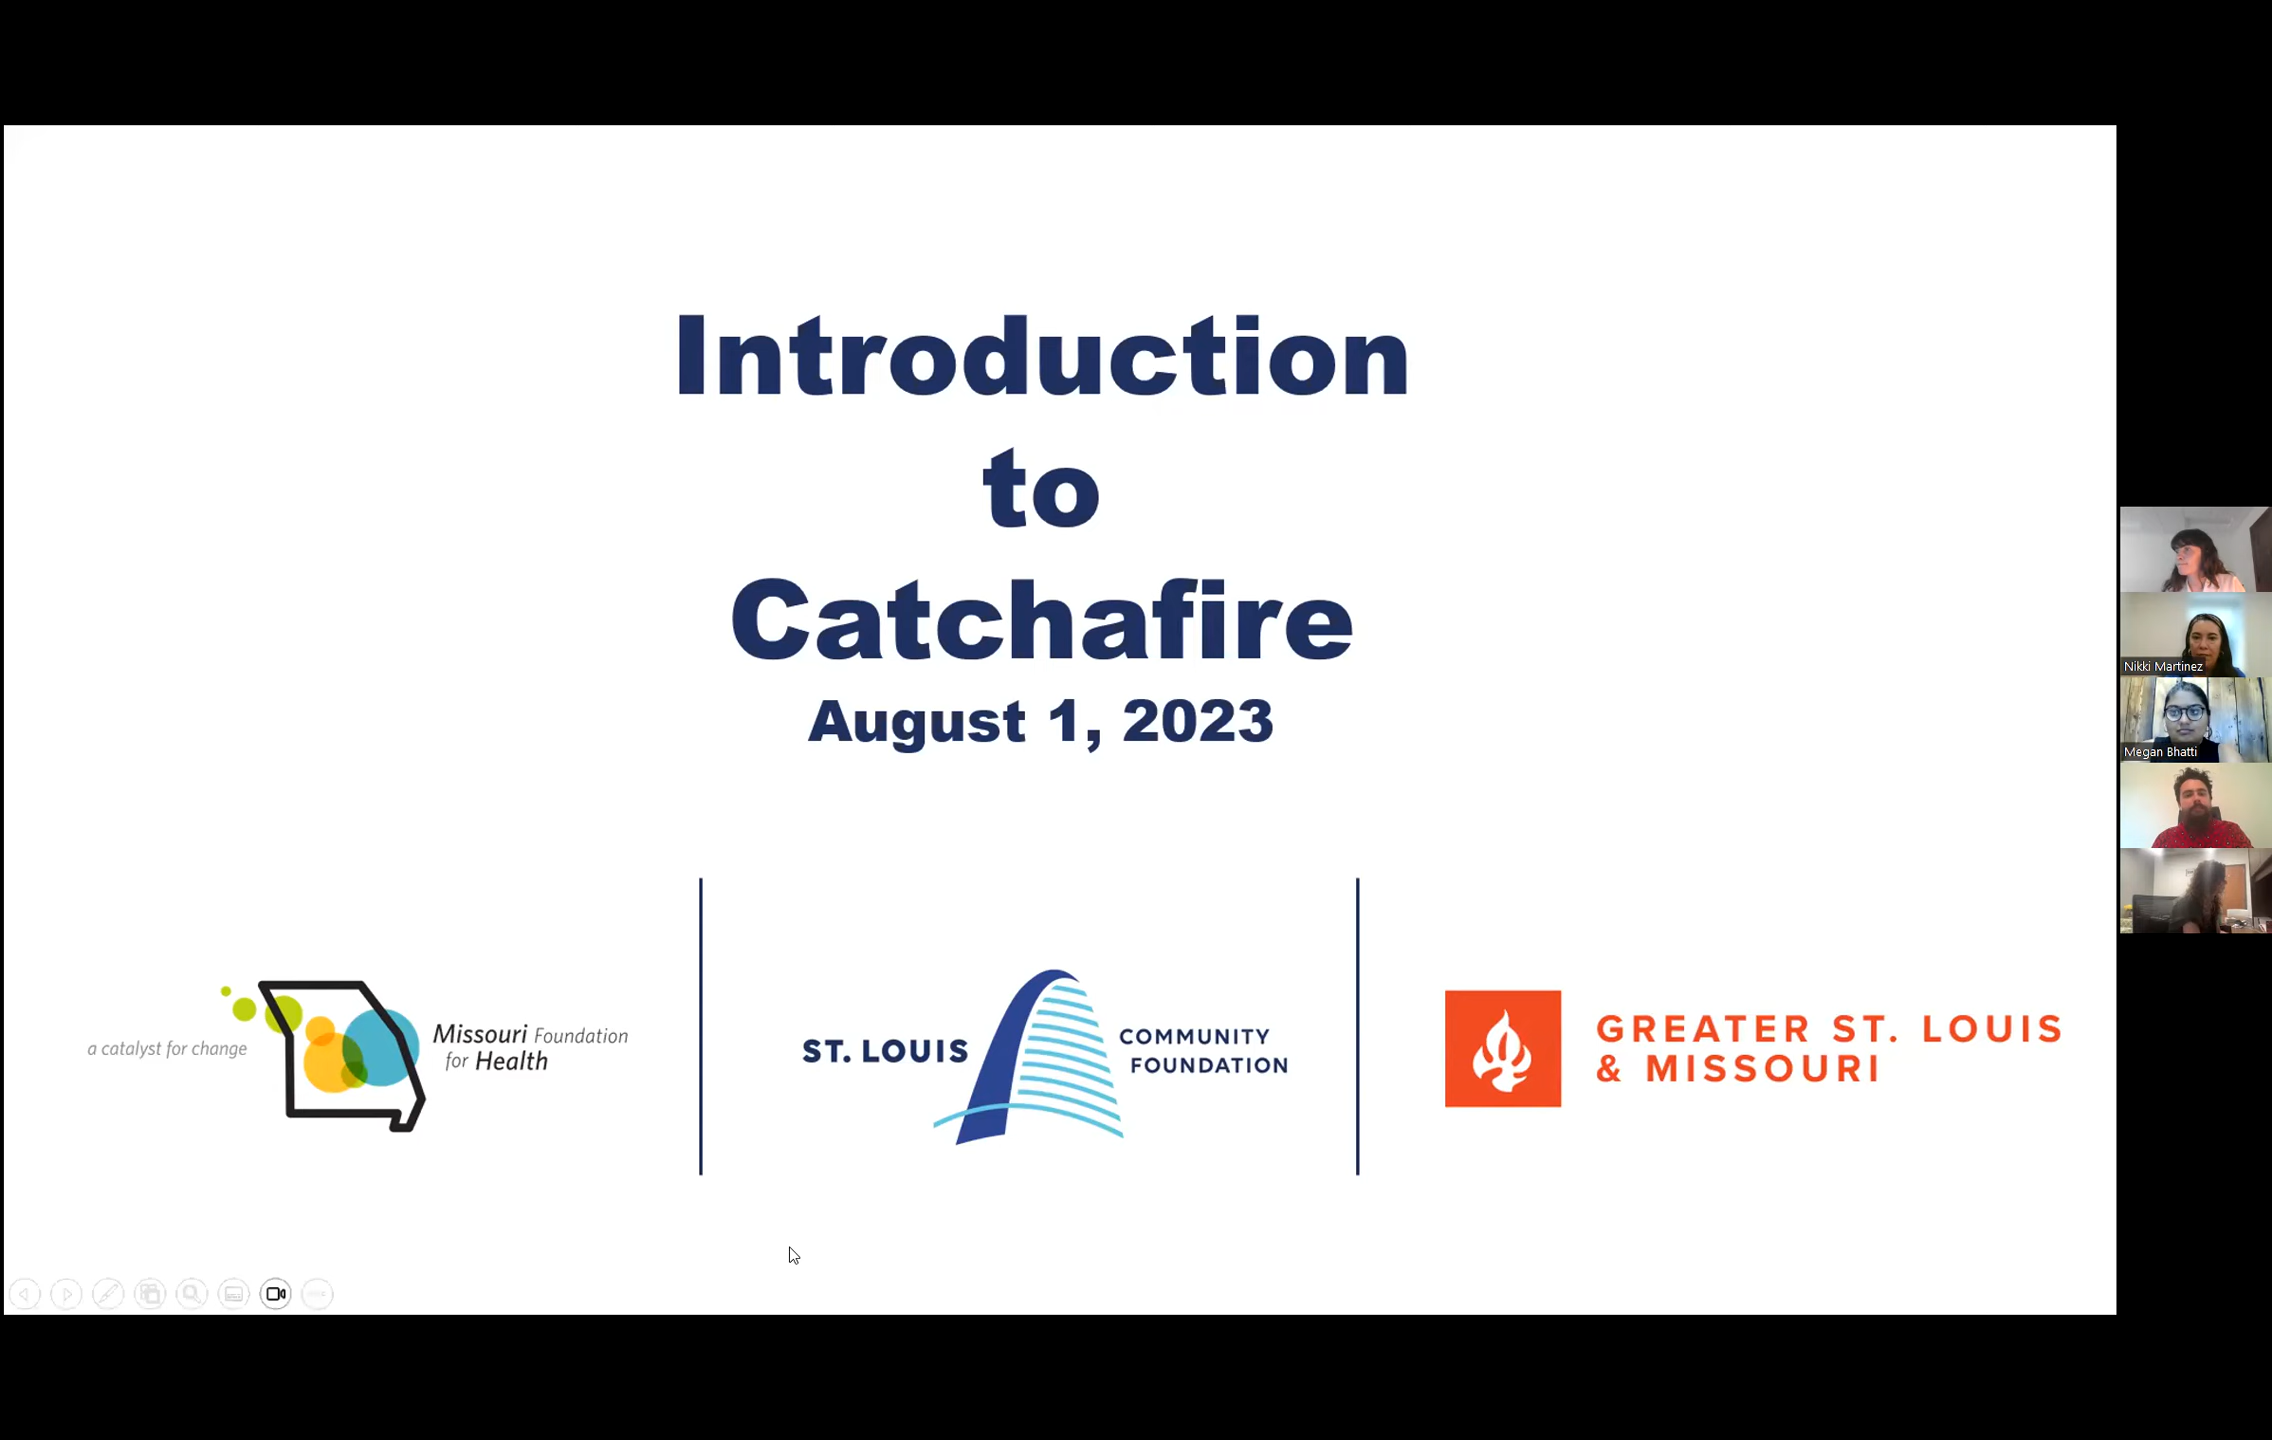 Introduction
to
Catchafire
August 1, 2023
a catalyst for change
Missouri Foundation
for Health
ST. LOUIS
COMMUNITY
FOUNDATION
GREATER ST. LOUIS
& MISSOURI
Nikki Martinez
Megan Bhatti